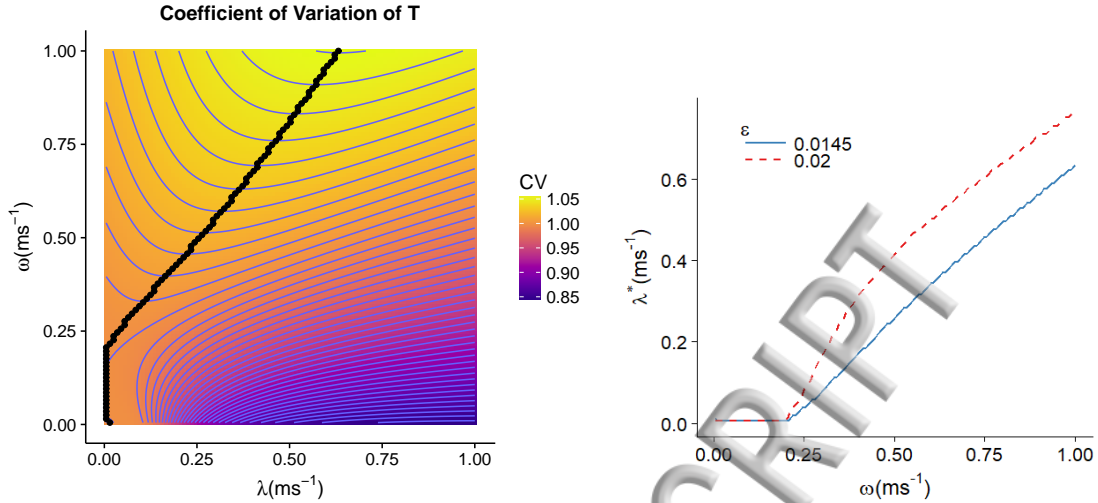 Coefficient of Variation of T
1.00
0.75
0.50
0.25
0.00
ω(ms⁻¹)
0.00 0.25 0.50 0.75 1.00
λ(ms⁻¹)
CV
1.05
1.00
0.95
0.90
0.85
ε
0.0145
0.02
0.6
0.4
0.2
0.0
λ*(ms⁻¹)
0.00 0.25 0.50 0.75 1.00
ω(ms⁻¹)
CRIPT